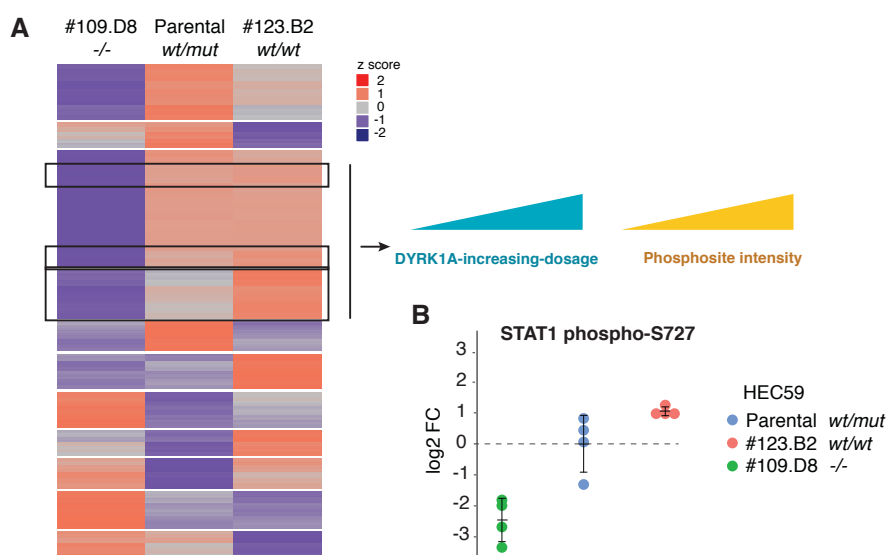 A
#109.D8 Parental #123.B2
-/- wt/mut wt/wt
z score
2
1
0
-1
-2
DYRK1A-increasing-dosage
Phosphosite intensity
B
STAT1 phospho-S727
log2 FC
3
2
1
0
-1
-2
-3
HEC59
Parental wt/mut
#123.B2 wt/wt
#109.D8 -/-